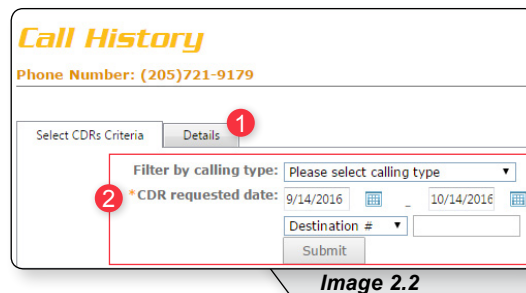 Call History
Phone Number: (205)721-9179
Select CDRs Criteria Details 1
Filter by calling type: Please select calling type
2 *CDR requested date: 9/14/2016 - 10/14/2016
Destination #
Submit
Image 2.2